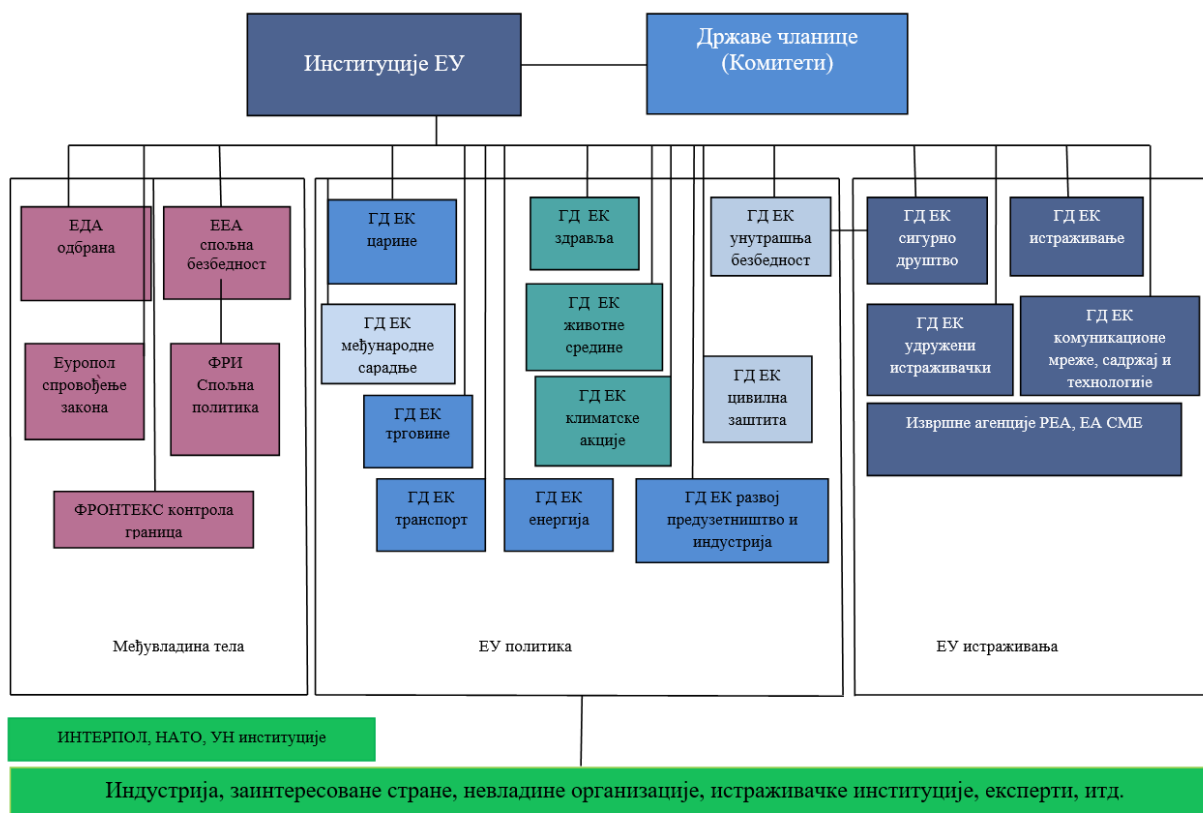 Институције ЕУ
Државе чланице
(Комитети)
ЕДА
одбрана
ЕЕА
спољна
безбедност
Еуропол
спровођење
закона
ФРИ
Спољна
политика
ФРОНТЕКС контрола
граница
Међувладина тела
ГД ЕК
царине
ГД ЕК
здравља
ГД ЕК
унутрашња
безбедност
ГД ЕК
међународне
сарадње
ГД ЕК
животне
средине
ГД ЕК
трговине
ГД ЕК
климатске
акције
ГД ЕК
цивилна
заштита
ГД ЕК
транспорт
ГД ЕК
енергија
ГД ЕК развој
предузетништво и
индустрија
ЕУ политика
ГД ЕК
сигурно
друштво
ГД ЕК
истраживање
ГД ЕК
удружени
истраживачки
ГД ЕК
комуникационе
мреже, садржај и
технологије
Извршне агенције РЕА, ЕА СМЕ
ЕУ истраживања
ИНТЕРПОЛ, НАТО, УН институције
Индустрија, заинтересоване стране, невладине организације, истраживачке институције, експерти, итд.